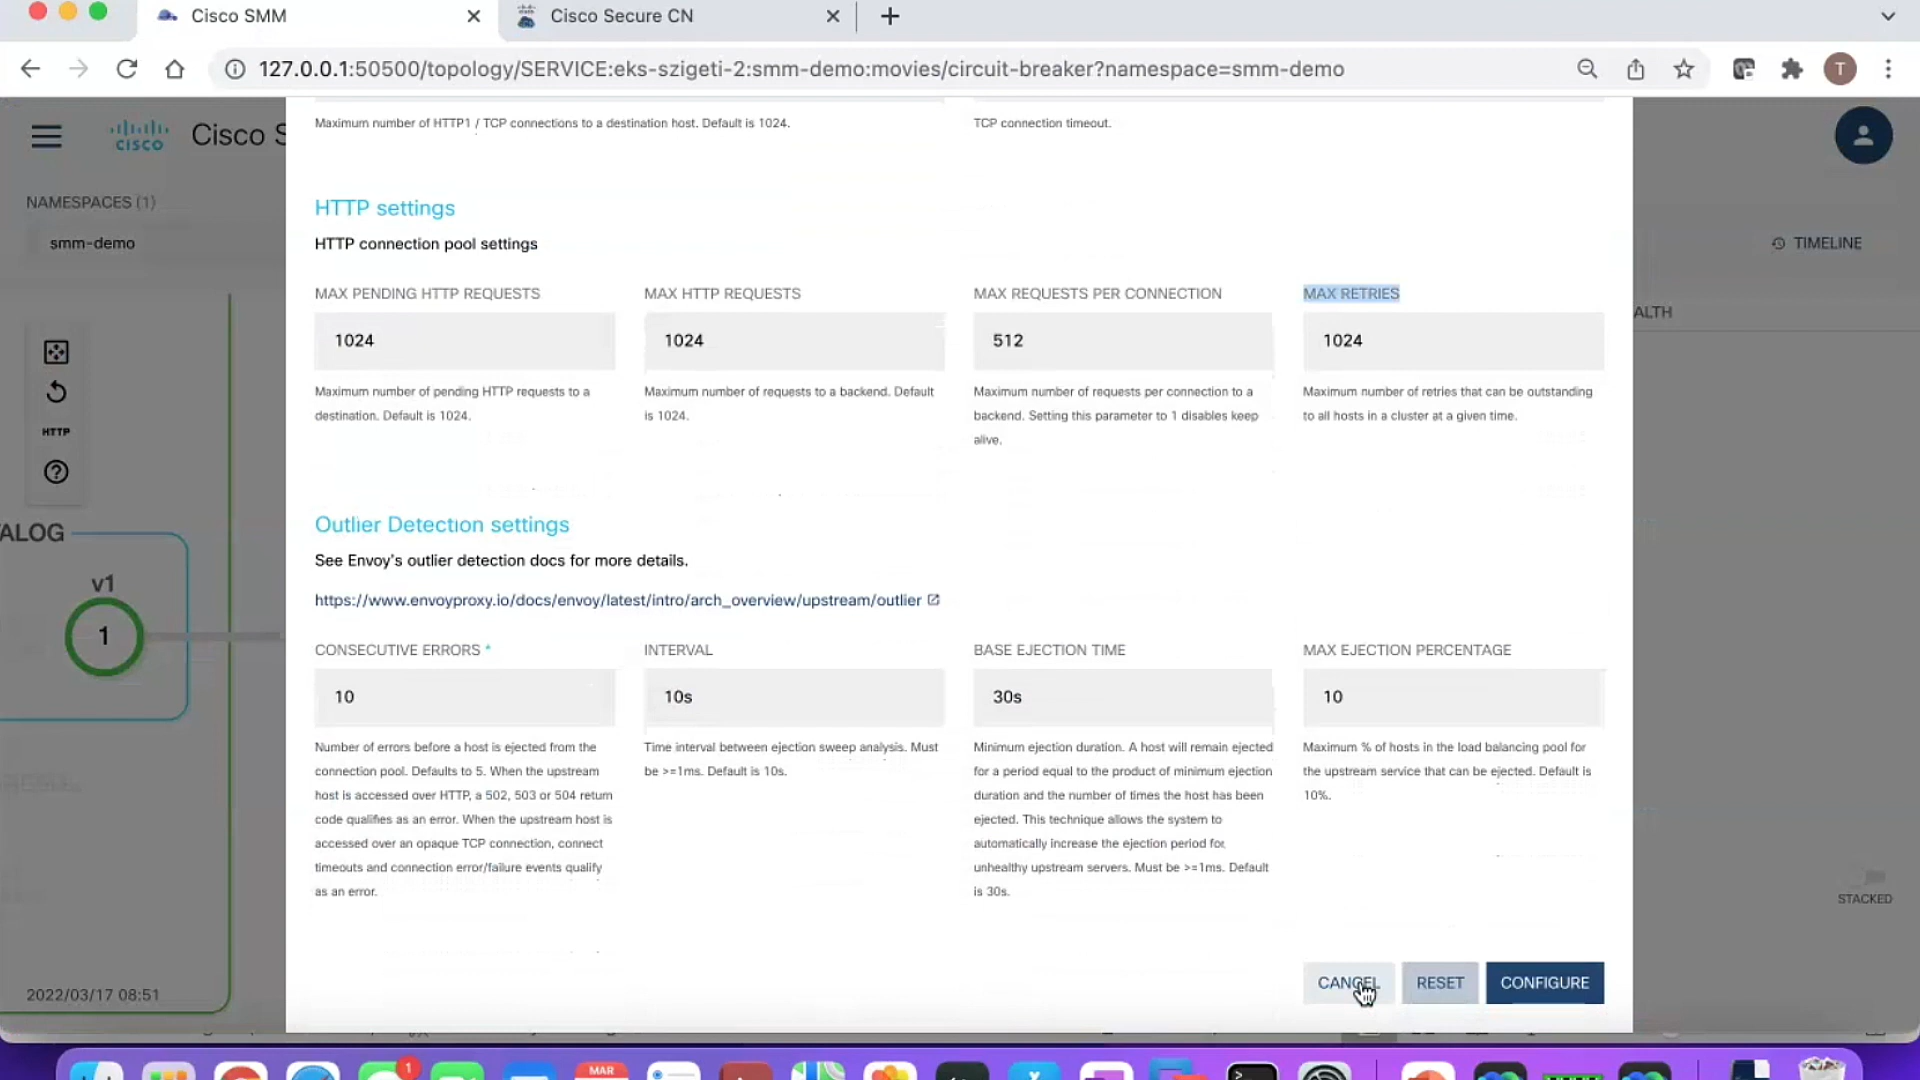 Cisco SMM
Cisco Secure CN
127.0.0.1:50500/topology/SERVICE:eks-szigeti-2:smm-demo:movies/circuit-breaker?namespace=smm-demo
T
cisco
Cisco S
Maximum number of HTTP1 / TCP connections to a destination host. Default is 1024.
TCP connection timeout.
NAMESPACES (1)
smm-demo
TIMELINE
HTTP settings
HTTP connection pool settings
MAX PENDING HTTP REQUESTS
MAX HTTP REQUESTS
MAX REQUESTS PER CONNECTION
MAX RETRIES
ALTH
1024
1024
512
1024
Maximum number of pending HTTP requests to a
destination. Default is 1024.
Maximum number of requests to a backend. Default
is 1024.
Maximum number of requests per connection to a
backend. Setting this parameter to 1 disables keep
alive.
Maximum number of retries that can be outstanding
to all hosts in a cluster at a given time.
HTTP
ALOG
v1
1
Outlier Detection settings
See Envoy's outlier detection docs for more details.
https://www.envoyproxy.io/docs/envoy/latest/intro/arch_overview/upstream/outlier
CONSECUTIVE ERRORS *
INTERVAL
BASE EJECTION TIME
MAX EJECTION PERCENTAGE
10
10s
30s
10
Number of errors before a host is ejected from the
connection pool. Defaults to 5. When the upstream
host is accessed over HTTP, a 502, 503 or 504 return
code qualifies as an error. When the upstream host is
accessed over an opaque TCP connection, connect
timeouts and connection error/failure events qualify
as an error.
Time interval between ejection sweep analysis. Must
be >=1ms. Default is 10s.
Minimum ejection duration. A host will remain ejected
for a period equal to the product of minimum ejection
duration and the number of times the host has been
ejected. This technique allows the system to
automatically increase the ejection period for
unhealthy upstream servers. Must be >=1ms. Default
is 30s.
Maximum % of hosts in the load balancing pool for
the upstream service that can be ejected. Default is
10%.
STACKED
2022/03/17 08:51
CANCEL
RESET
CONFIGURE
1
MAR